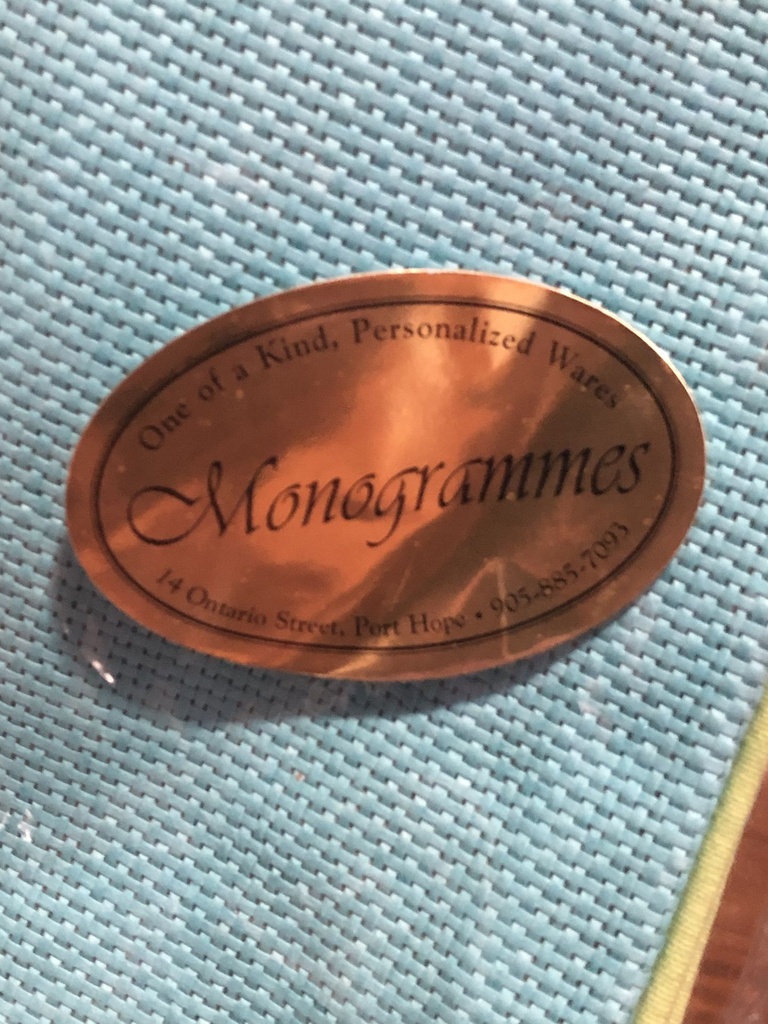 One of a Kind, Personalized Wares
Monogrammes
14 Ontario Street, Port Hope • 905-885-7093